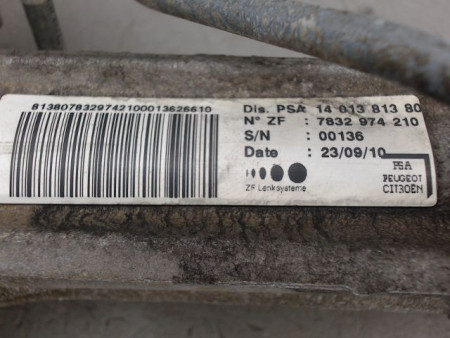 81380783297421000013626610
Dis. PSA: 14 013 813 80
N° ZF : 7832 974 210
S/N : 00136
Date : 23/09/10
PSA
PEUGEOT
CITROËN
ZF Lenksysteme